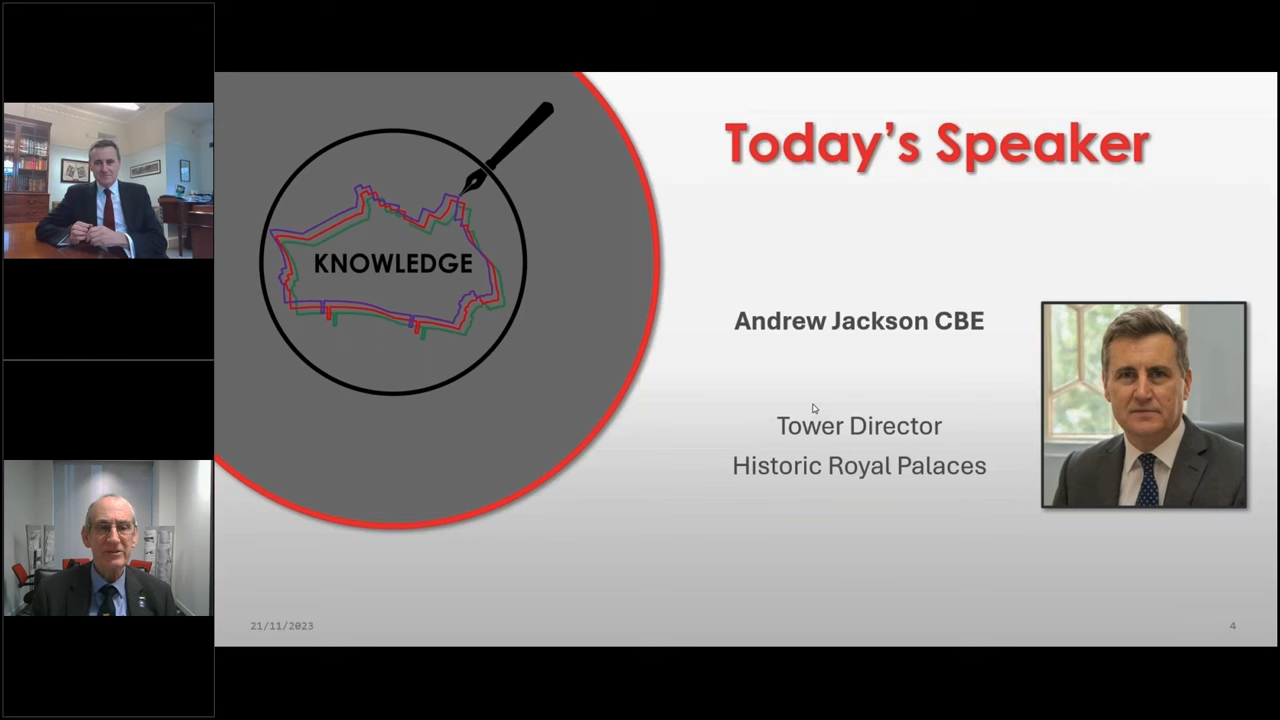 Today's Speaker
KNOWLEDGE
Andrew Jackson CBE
Tower Director
Historic Royal Palaces
21/11/2023
4